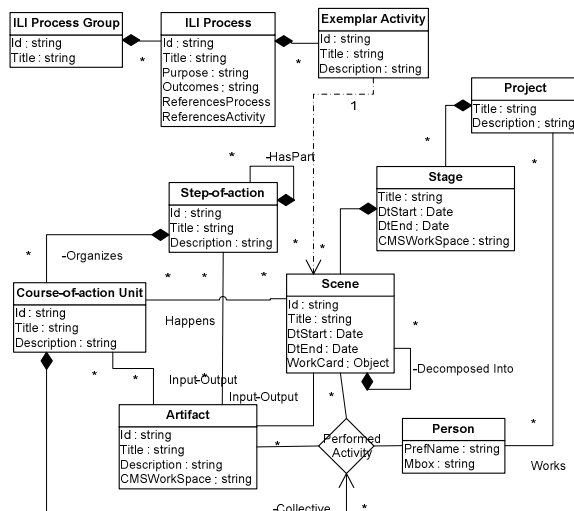 ILI Process Group
Id : string
Title : string
*
ILI Process
Id : string
Title : string
Purpose : string
Outcomes : string
ReferencesProcess
ReferencesActivity
*
Exemplar Activity
Id : string
Title : string
Description : string
1
Project
Title : string
Description : string
*
*
Stage
Title : string
DtStart : Date
DtEnd : Date
CMSWorkSpace : string
*
-HasPart
Step-of-action
Id : string
Title : string
Description : string
*
*
*
-Organizes
*
*
*
Course-of-action Unit
Id : string
Title : string
Description : string
Happens
Scene
Id : string
Title : string
DtStart : Date
DtEnd : Date
WorkCard : Object
*
-Decomposed Into
*
*
*
Input-Output
Input-Output
*
Artifact
Id : string
Title : string
Description : string
CMSWorkSpace : string
*
Performed
Activity
Person
PrefName : string
Mbox : string
*
Works
-Collective
*